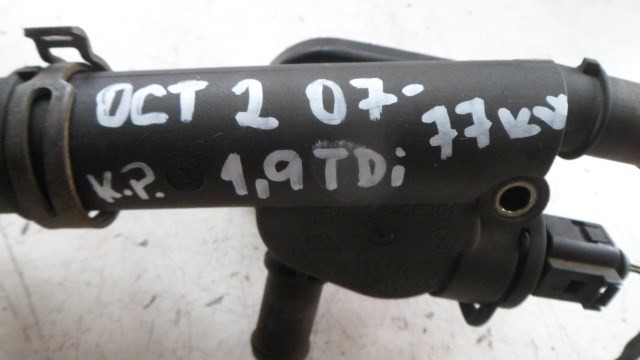 OCT 2 07- 77KW
K.P. 1,9TDi